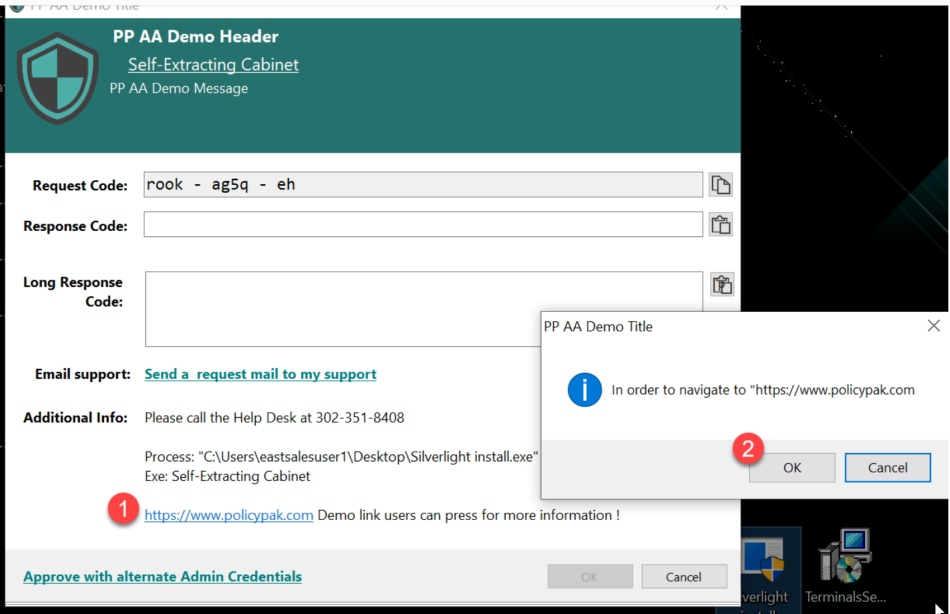 PP AA Demo Title
PP AA Demo Header
Self-Extracting Cabinet
PP AA Demo Message
Request Code: rook - ag5q - eh
Response Code:
Long Response
Code:
PP AA Demo Title
In order to navigate to "https://www.policypak.com
Email support: Send a request mail to my support
Additional Info: Please call the Help Desk at 302-351-8408
2
OK Cancel
Process: "C:\Users\eastsalesuser1\Desktop\Silverlight install.exe"
Exe: Self-Extracting Cabinet
1
https://www.policypak.com Demo link users can press for more information !
Approve with alternate Admin Credentials OK Cancel
verlight
TerminalsSe...